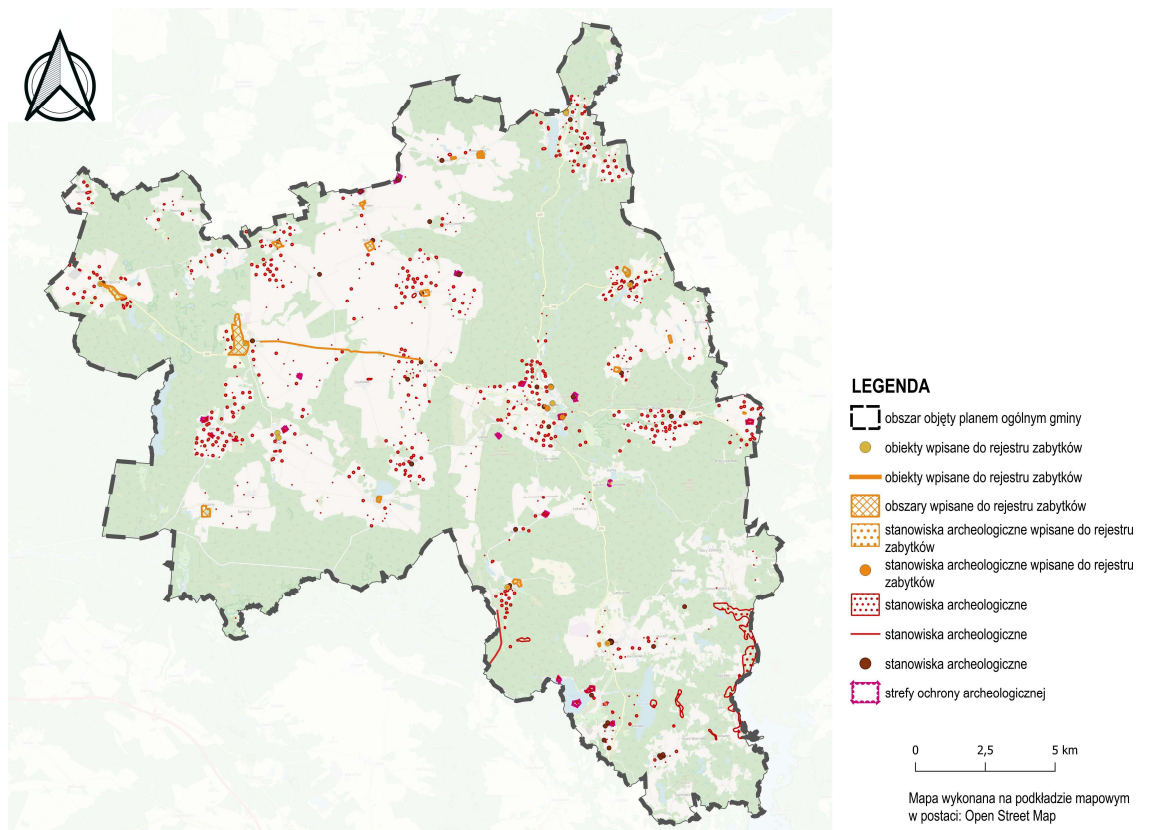 LEGENDA
obszar objęty planem ogólnym gminy
obiekty wpisane do rejestru zabytków
obiekty wpisane do rejestru zabytków
obszary wpisane do rejestru zabytków
stanowiska archeologiczne wpisane do rejestru
zabytków
stanowiska archeologiczne wpisane do rejestru
zabytków
stanowiska archeologiczne
stanowiska archeologiczne
stanowiska archeologiczne
strefy ochrony archeologicznej
0 2,5 5 km
Mapa wykonana na podkładzie mapowym
w postaci: Open Street Map